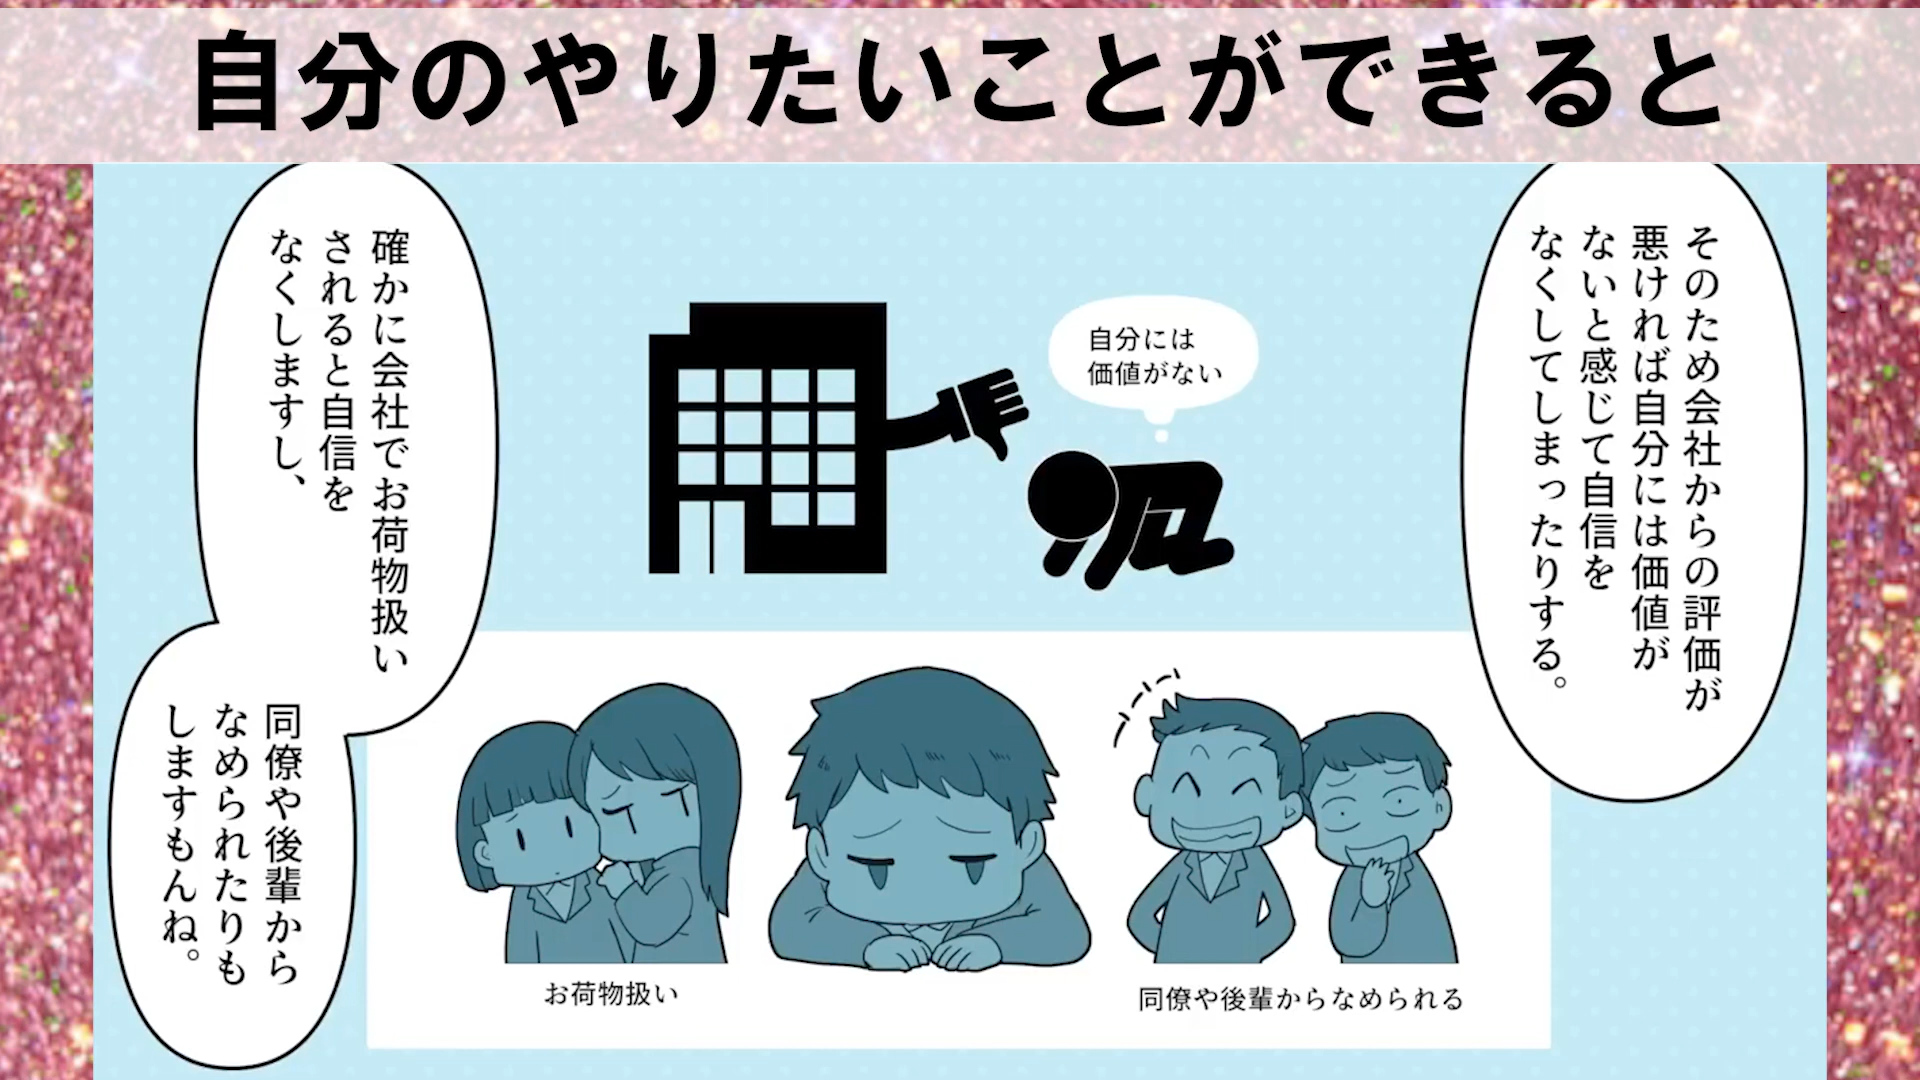 自分のやりたいことができると
そのため会社からの評価が
悪ければ自分には価値が
ないと感じて自信を
なくしてしまったりする。
自分には
価値がない
確かに会社でお荷物扱い
されると自信を
なくしますし、
同僚や後輩から
なめられたりも
しますもんね。
お荷物扱い
同僚や後輩からなめられる